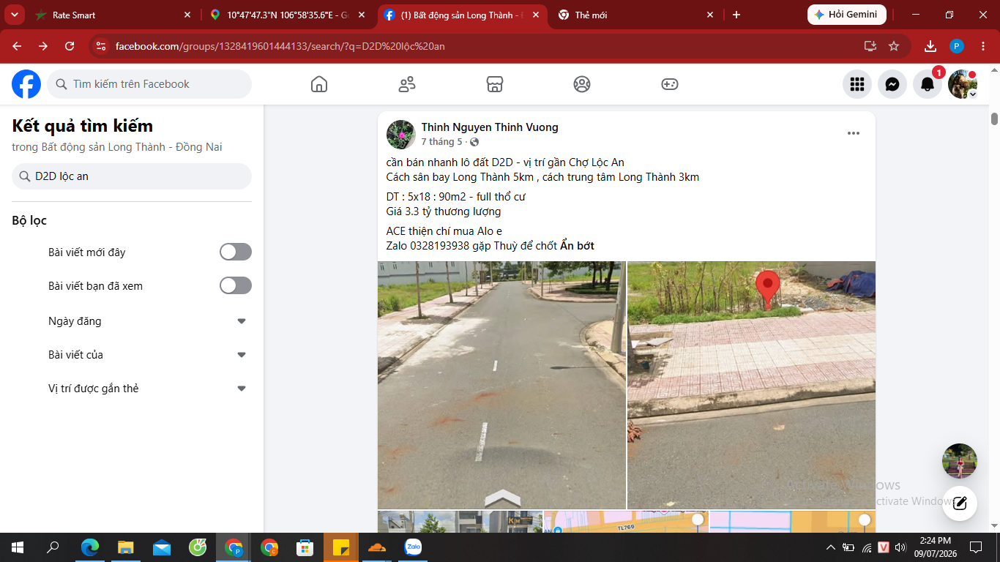 Rate Smart
10°47'47.3"N 106°58'35.6"E - Go
(1) Bất động sản Long Thành -
Thẻ mới
Hỏi Gemini
facebook.com/groups/1328419601444133/search/?q=D2D%20lộc%20an
P
Tìm kiếm trên Facebook
1
Kết quả tìm kiếm
trong Bất động sản Long Thành - Đồng Nai
D2D lộc an
Bộ lọc
Bài viết mới đây
Bài viết bạn đã xem
Ngày đăng
Bài viết của
Vị trí được gắn thẻ
Thinh Nguyen Thinh Vuong
7 tháng 5 ·
cần bán nhanh lô đất D2D - vị trí gần Chợ Lộc An
Cách sân bay Long Thành 5km , cách trung tâm Long Thành 3km
DT : 5x18 : 90m2 - full thổ cư
Giá 3.3 tỷ thương lượng
ACE thiện chí mua Alo e
Zalo 0328193938 gặp Thuỳ để chốt Ẩn bớt
TL769
Zalo
V
2:24 PM
09/07/2026